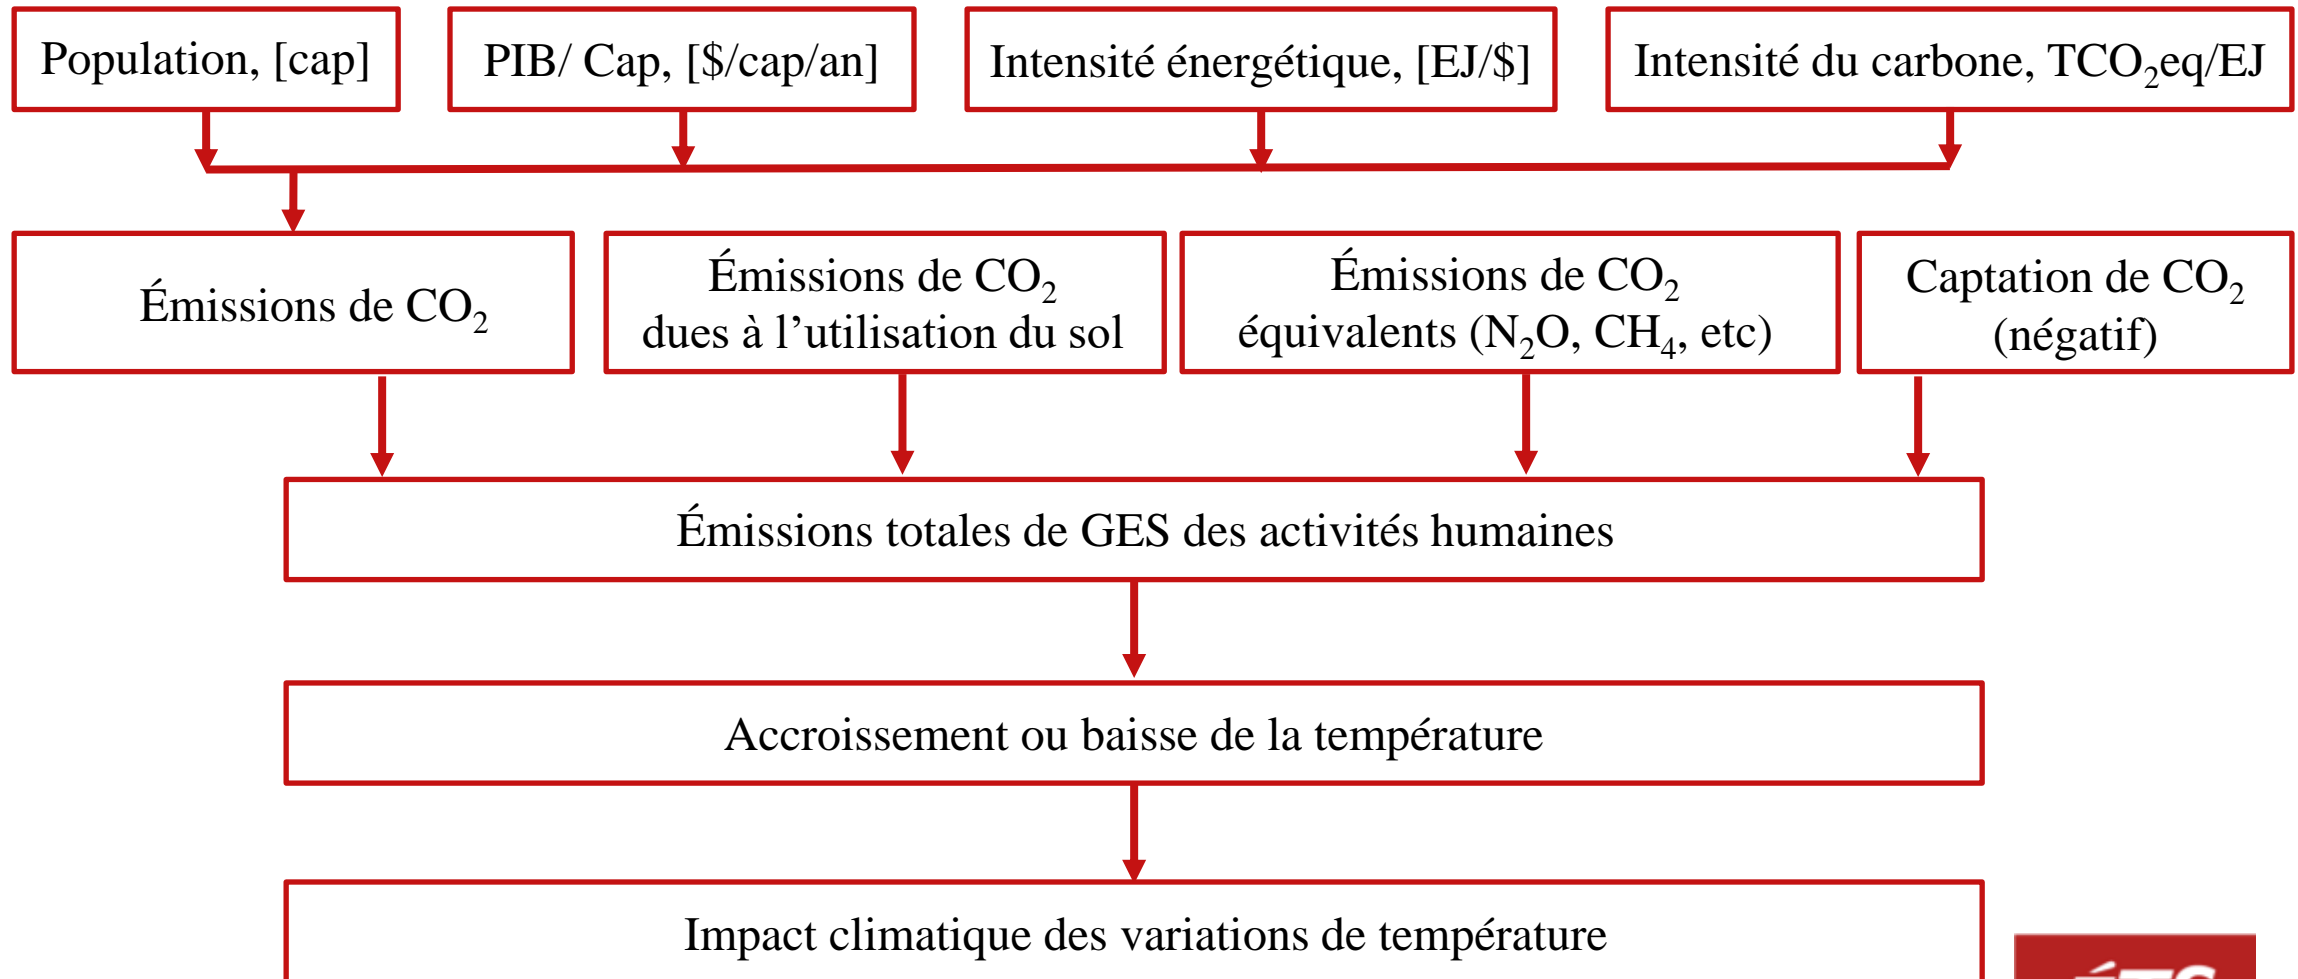 Population, [cap]
PIB/ Cap, [$/cap/an]
Intensité énergétique, [EJ/$]
Intensité du carbone, TCO₂eq/EJ
Émissions de CO₂
Émissions de CO₂
dues à l’utilisation du sol
Émissions de CO₂
équivalents (N₂O, CH₄, etc)
Captation de CO₂
(négatif)
Émissions totales de GES des activités humaines
Accroissement ou baisse de la température
Impact climatique des variations de température
ÉTS